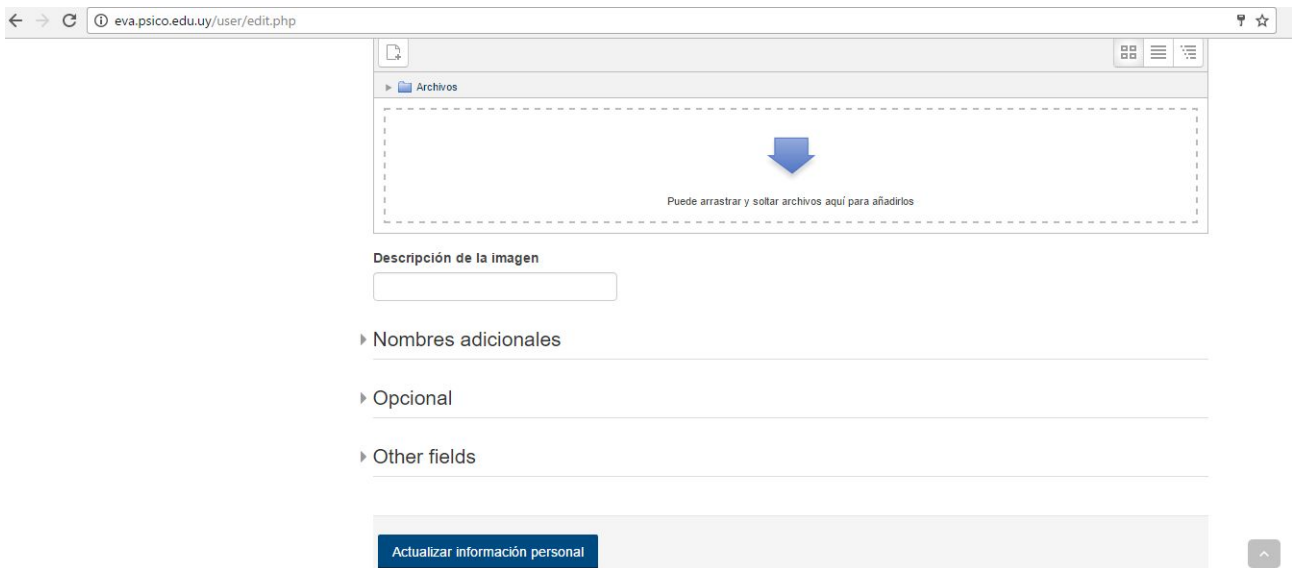 eva.psico.edu.uy/user/edit.php
Archivos
Puede arrastrar y soltar archivos aquí para añadirlos
Descripción de la imagen
Nombres adicionales
Opcional
Other fields
Actualizar información personal